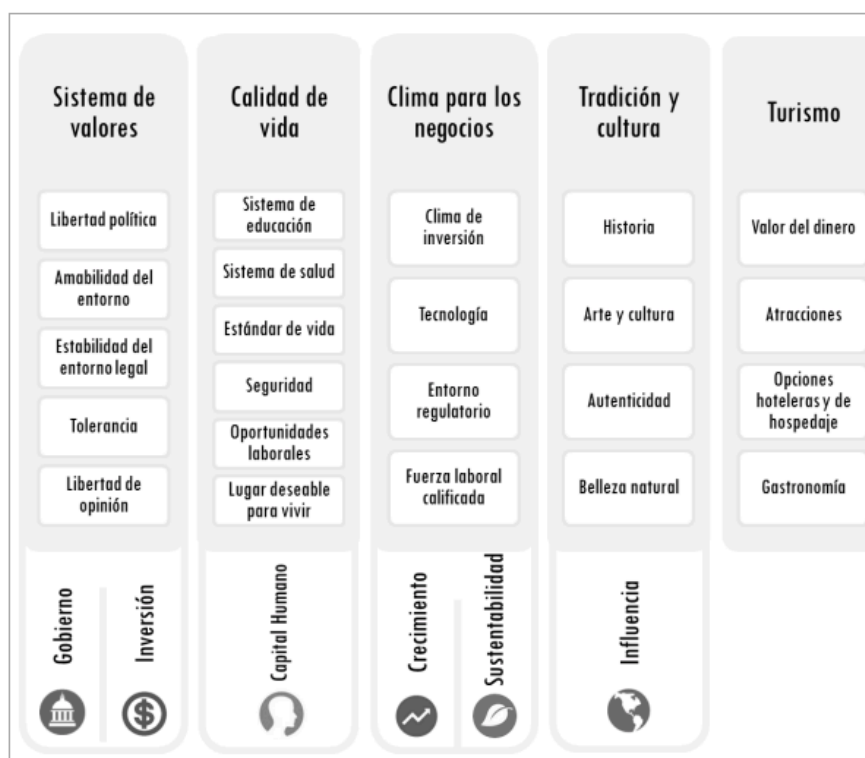 Sistema de
valores
Libertad política
Amabilidad del
entorno
Estabilidad del
entorno legal
Tolerancia
Libertad de
opinión
Gobierno
Inversión
Calidad de
vida
Sistema de
educación
Sistema de salud
Estándar de vida
Seguridad
Oportunidades
laborales
Lugar deseable
para vivir
Capital Humano
Clima para los
negocios
Clima de
inversión
Tecnología
Entorno
regulatorio
Fuerza laboral
calificada
Crecimiento
Sustentabilidad
Tradición y
cultura
Historia
Arte y cultura
Autenticidad
Belleza natural
Influencia
Turismo
Valor del dinero
Atracciones
Opciones
hoteleras y de
hospedaje
Gastronomía